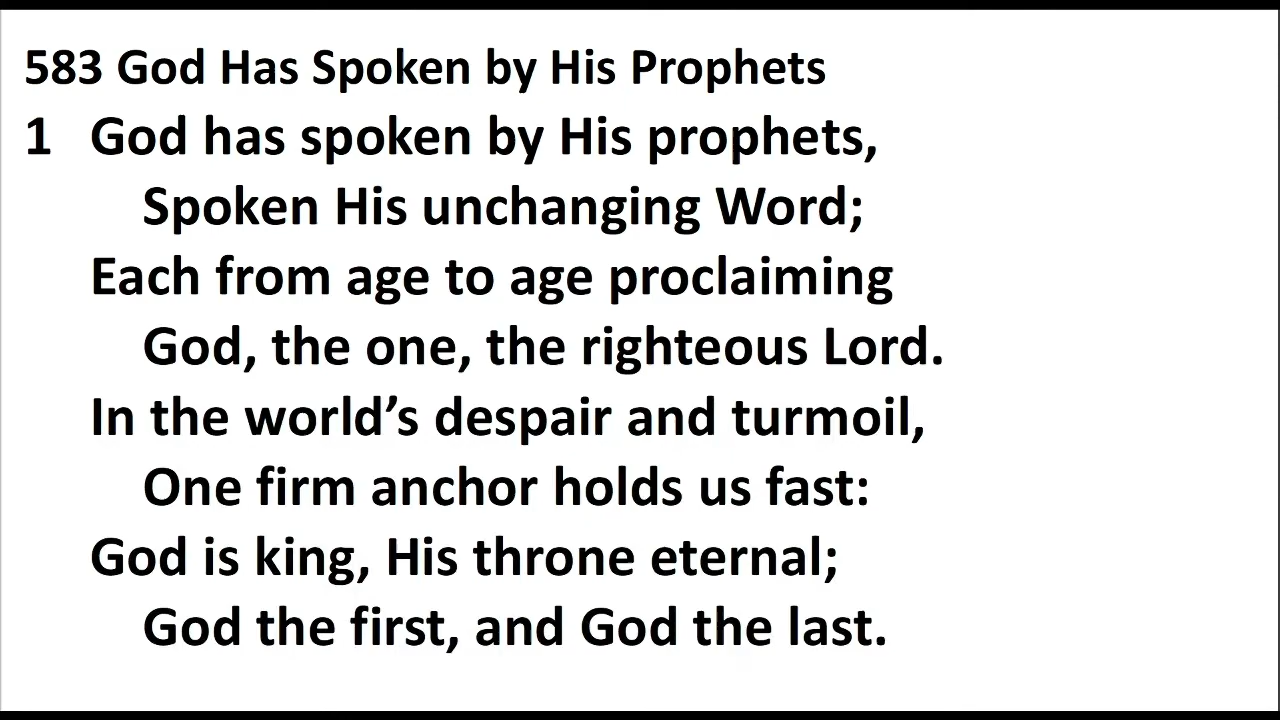 583 God Has Spoken by His Prophets
1 God has spoken by His prophets,
Spoken His unchanging Word;
Each from age to age proclaiming
God, the one, the righteous Lord.
In the world’s despair and turmoil,
One firm anchor holds us fast:
God is king, His throne eternal;
God the first, and God the last.